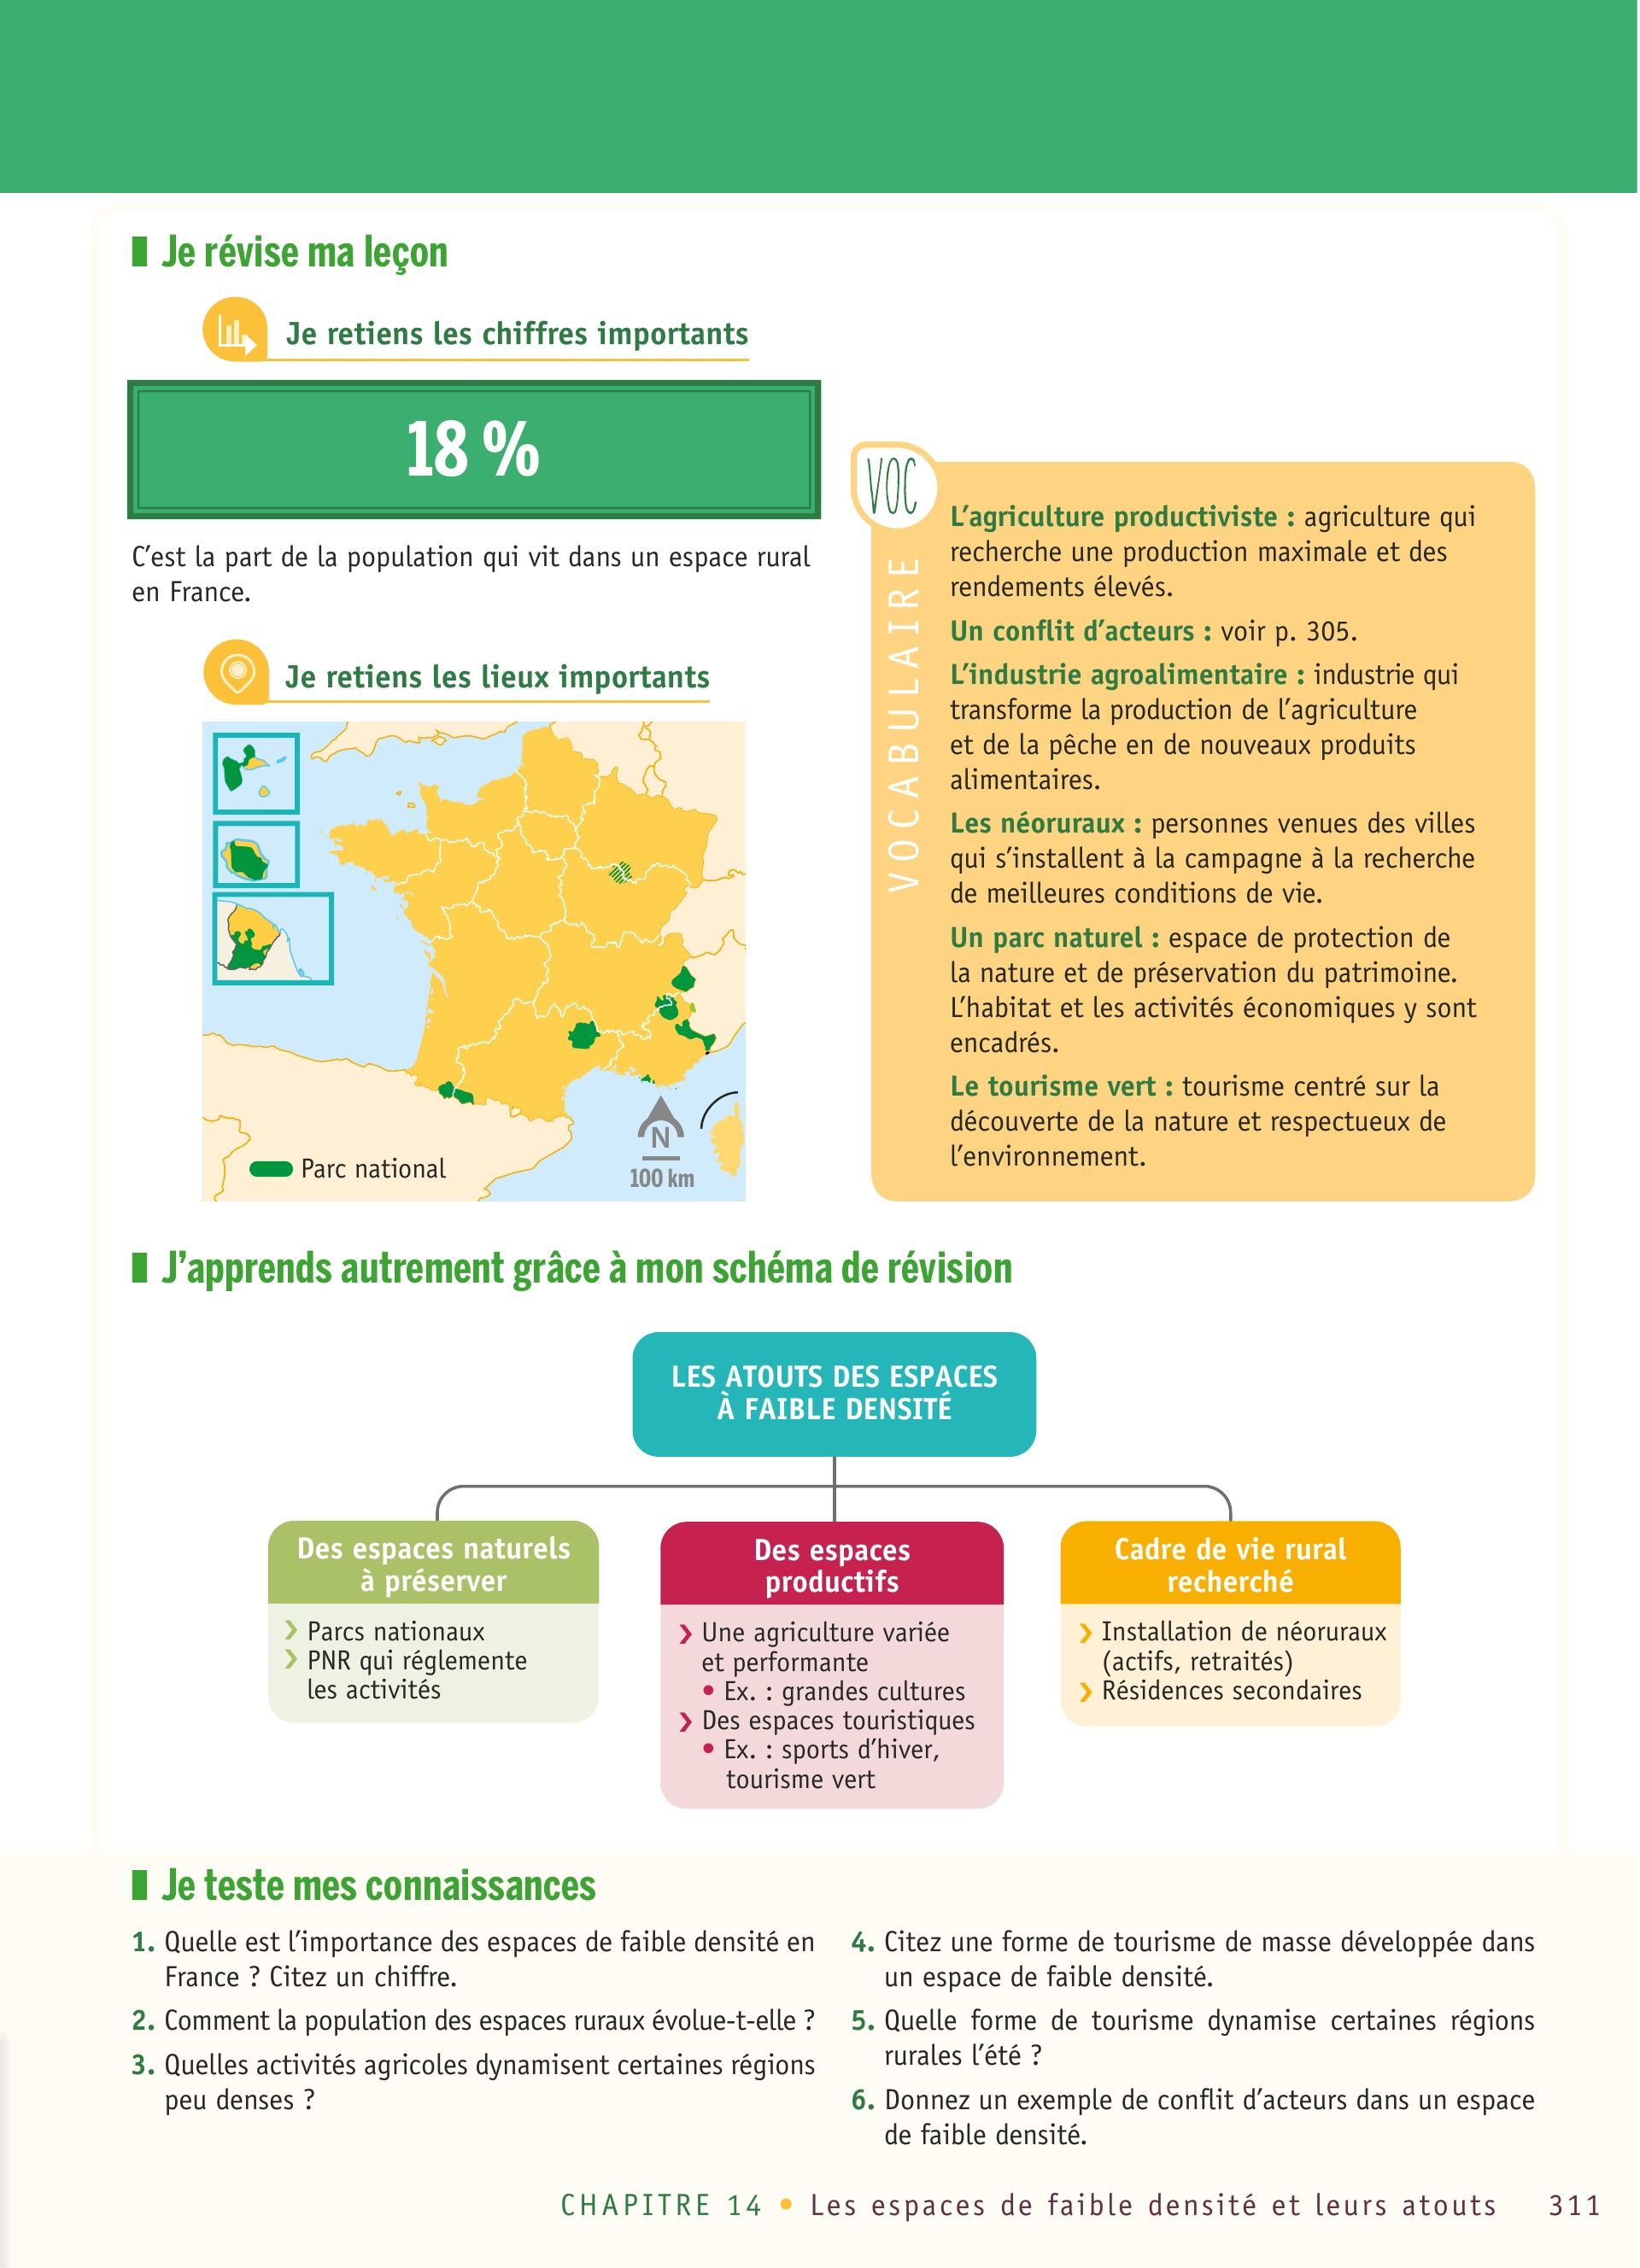 Je révise ma leçon
Je retiens les chiffres importants
18 %
C’est la part de la population qui vit dans un espace rural
en France.
Je retiens les lieux importants
Parc national
N
100 km
VOC
VOCABULAIRE
L’agriculture productiviste : agriculture qui
recherche une production maximale et des
rendements élevés.
Un conflit d’acteurs : voir p. 305.
L’industrie agroalimentaire : industrie qui
transforme la production de l’agriculture
et de la pêche en de nouveaux produits
alimentaires.
Les néoruraux : personnes venues des villes
qui s’installent à la campagne à la recherche
de meilleures conditions de vie.
Un parc naturel : espace de protection de
la nature et de préservation du patrimoine.
L’habitat et les activités économiques y sont
encadrés.
Le tourisme vert : tourisme centré sur la
découverte de la nature et respectueux de
l’environnement.
J’apprends autrement grâce à mon schéma de révision
LES ATOUTS DES ESPACES
À FAIBLE DENSITÉ
Des espaces naturels
à préserver
Parcs nationaux
PNR qui réglemente
les activités
Des espaces
productifs
Une agriculture variée
et performante
• Ex. : grandes cultures
Des espaces touristiques
• Ex. : sports d’hiver,
tourisme vert
Cadre de vie rural
recherché
Installation de néoruraux
(actifs, retraités)
Résidences secondaires
Je teste mes connaissances
1. Quelle est l’importance des espaces de faible densité en
France ? Citez un chiffre.
2. Comment la population des espaces ruraux évolue-t-elle ?
3. Quelles activités agricoles dynamisent certaines régions
peu denses ?
4. Citez une forme de tourisme de masse développée dans
un espace de faible densité.
5. Quelle forme de tourisme dynamise certaines régions
rurales l’été ?
6. Donnez un exemple de conflit d’acteurs dans un espace
de faible densité.
CHAPITRE 14 • Les espaces de faible densité et leurs atouts 311